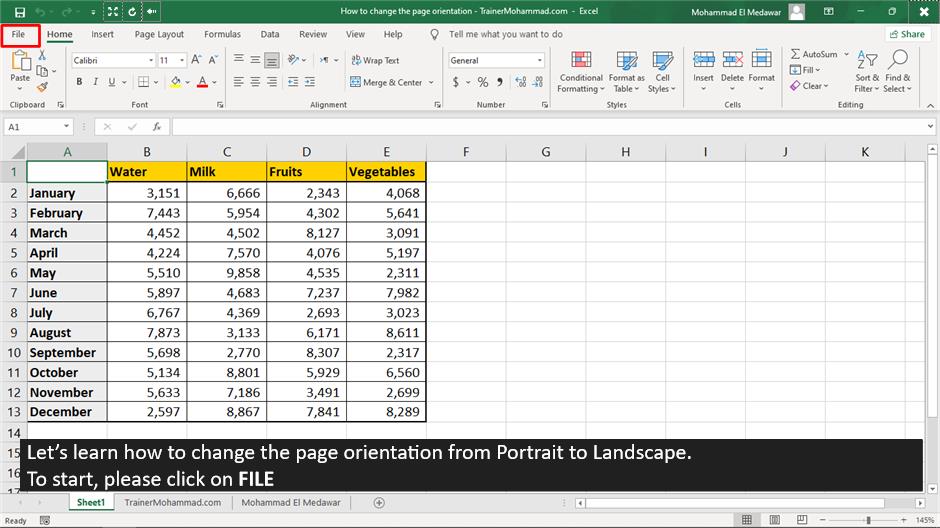 How to change the page orientation - TrainerMohammad.com - Excel
Mohammad El Medawar
File Home Insert Page Layout Formulas Data Review View Help Tell me what you want to do Share
Paste
Clipboard
Calibri 11
B I U
Font
Wrap Text
Merge & Center
Alignment
General
$ % ,
Number
Conditional Formatting
Format as Table
Cell Styles
Styles
Insert Delete Format
Cells
AutoSum
Fill
Clear
Sort & Filter
Find & Select
Editing
A1 fx
A B C D E F G H I J K
1 Water Milk Fruits Vegetables
2 January 3,151 6,666 2,343 4,068
3 February 7,443 5,954 4,302 5,641
4 March 4,452 4,502 8,127 3,091
5 April 4,224 7,570 4,076 5,197
6 May 5,510 9,858 4,535 2,311
7 June 5,897 4,683 7,237 7,982
8 July 6,767 4,369 2,693 3,023
9 August 7,873 3,133 6,171 8,611
10 September 5,698 2,770 8,307 2,317
11 October 5,134 8,801 5,929 6,560
12 November 5,633 7,186 3,491 2,699
13 December 2,597 8,867 7,841 8,289
14
15
16
17
Let's learn how to change the page orientation from Portrait to Landscape.
To start, please click on FILE
Sheet1 TrainerMohammad.com Mohammad El Medawar
Ready 145%